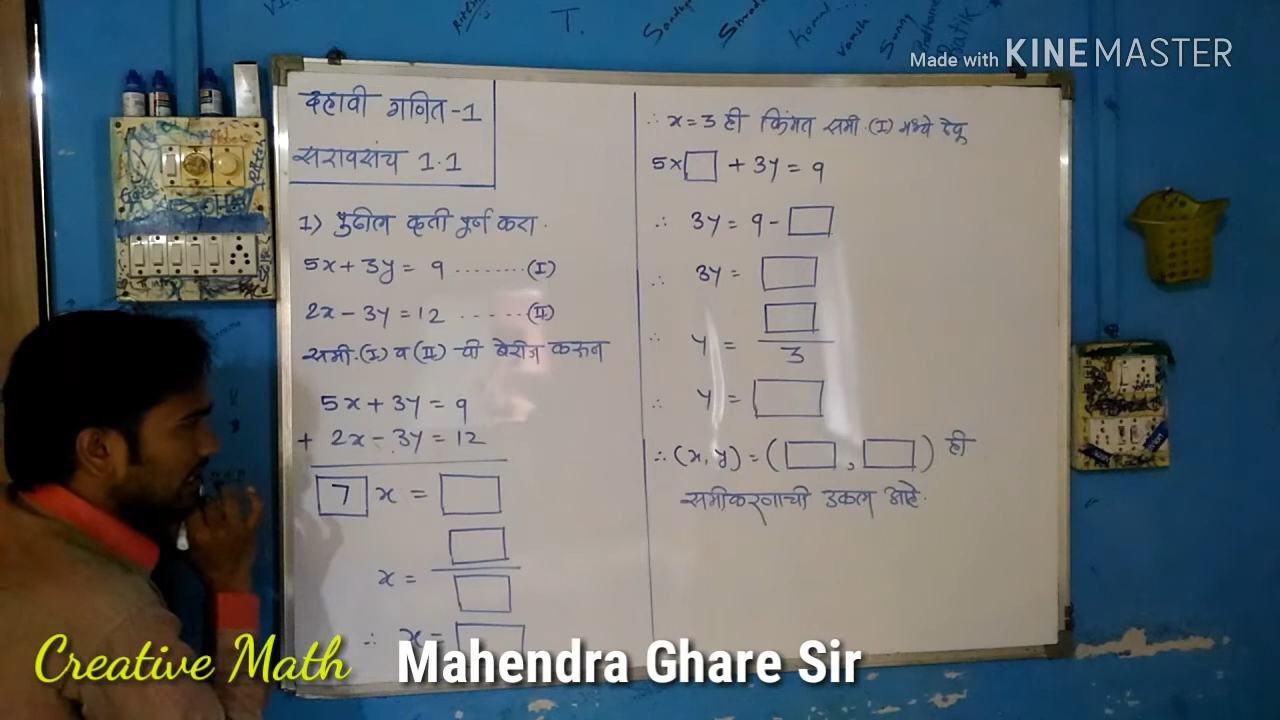 T.
Made with KINEMASTER
दहावी गणित-1
सरावसंच 1.1
1) पुढील कृती पूर्ण करा.
5x + 3y = 9 ........ (I)
2x - 3y = 12 ...... (II)
समी.(I) व (II) ची बेरीज करून
5x + 3y = 9
+ 2x - 3y = 12
7 x = □
x = □/□
∴ x = □
∴ x = 3 ही किंमत समी.(I) मध्ये ठेवू
5x□ + 3y = 9
∴ 3y = 9 - □
∴ 3y = □
∴ y = □/3
∴ y = □
∴ (x, y) = (□, □) ही
समीकरणाची उकल आहे.
Creative Math
Mahendra Ghare Sir